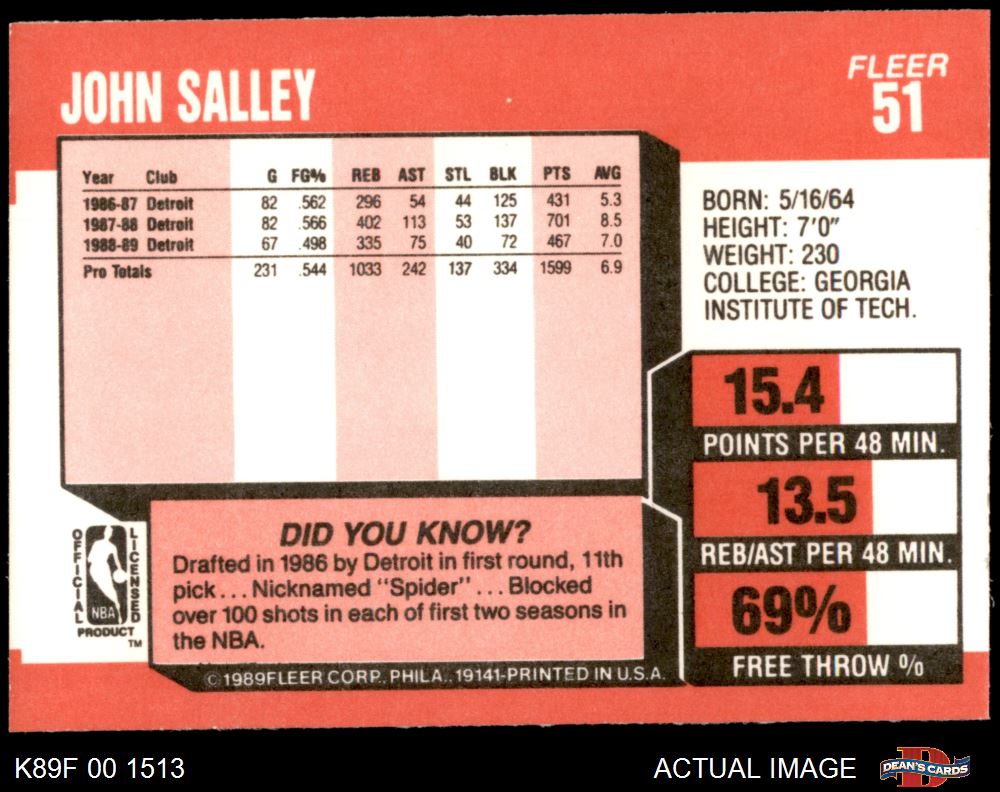 JOHN SALLEY
FLEER
51
Year Club G FG% REB AST STL BLK PTS AVG
1986-87 Detroit 82 .562 296 54 44 125 431 5.3
1987-88 Detroit 82 .566 402 113 53 137 701 8.5
1988-89 Detroit 67 .498 335 75 40 72 467 7.0
Pro Totals 231 .544 1033 242 137 334 1599 6.9
BORN: 5/16/64
HEIGHT: 7'0"
WEIGHT: 230
COLLEGE: GEORGIA
INSTITUTE OF TECH.
15.4
POINTS PER 48 MIN.
13.5
REB/AST PER 48 MIN.
69%
FREE THROW %
DID YOU KNOW?
Drafted in 1986 by Detroit in first round, 11th
pick... Nicknamed "Spider"... Blocked
over 100 shots in each of first two seasons in
the NBA.
OFFICIAL
LICENSED
NBA
PRODUCT
TM
©1989FLEER CORP., PHILA., 19141-PRINTED IN U.S.A.
K89F 00 1513
ACTUAL IMAGE
D
DEAN'S CARDS